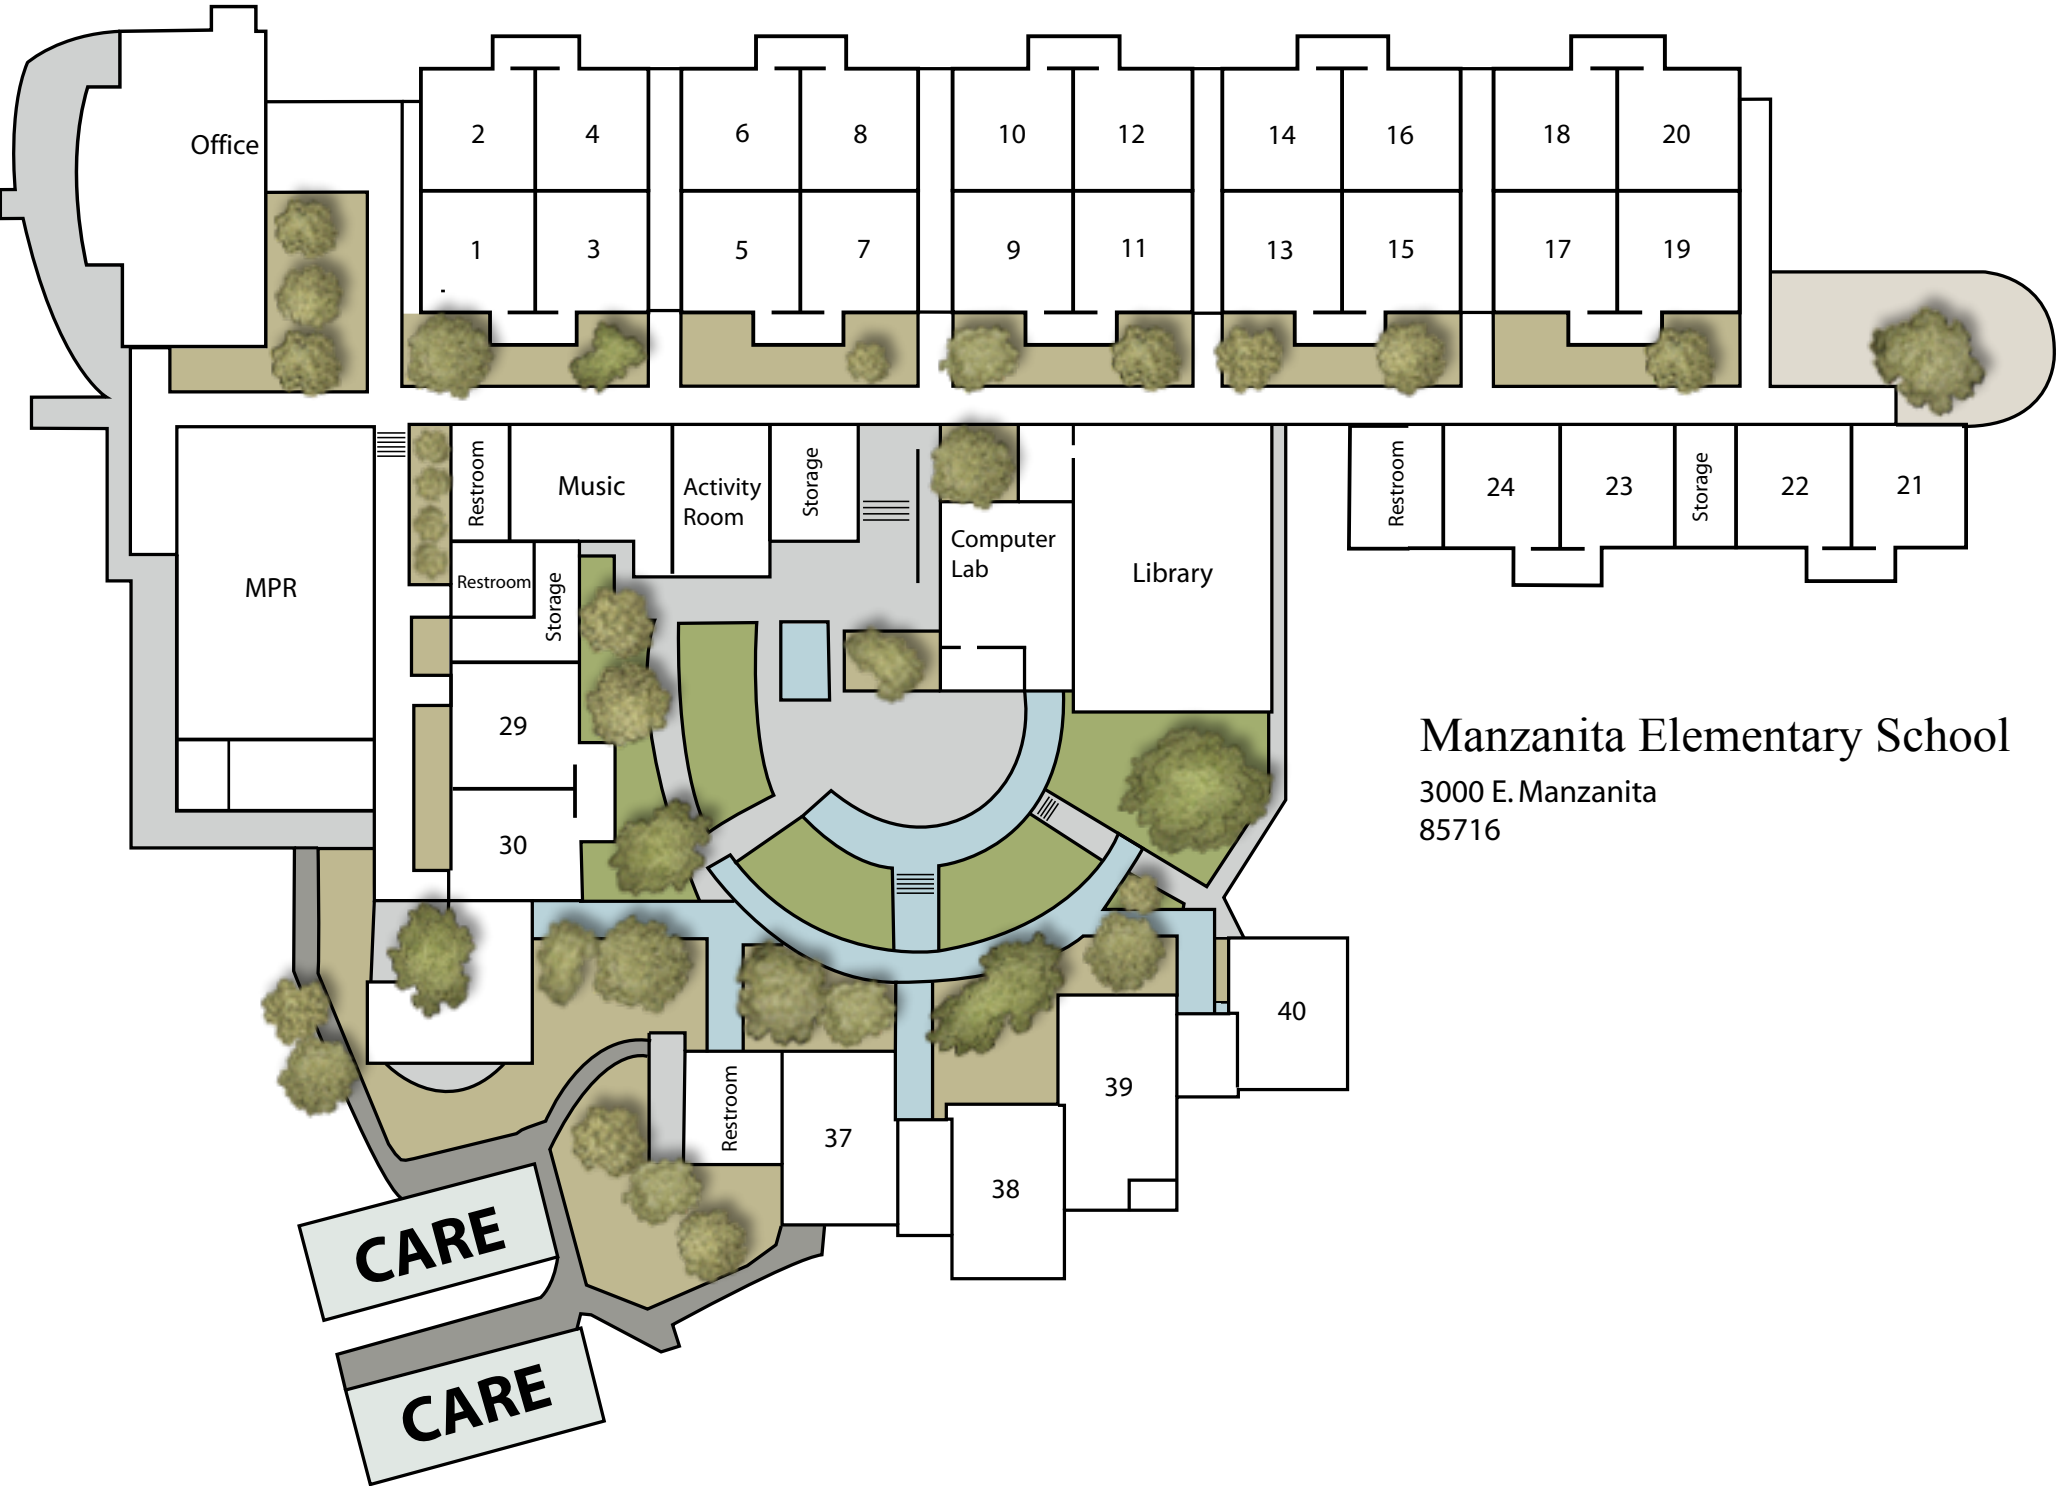 Office
2
4
6
8
10
12
14
16
18
20
1
3
5
7
9
11
13
15
17
19
MPR
Restroom
Music
Activity
Room
Storage
Computer
Lab
Library
Restroom
24
23
Storage
22
21
Restroom
Storage
29
30
Manzanita Elementary School
3000 E. Manzanita
85716
Restroom
37
38
39
40
CARE
CARE